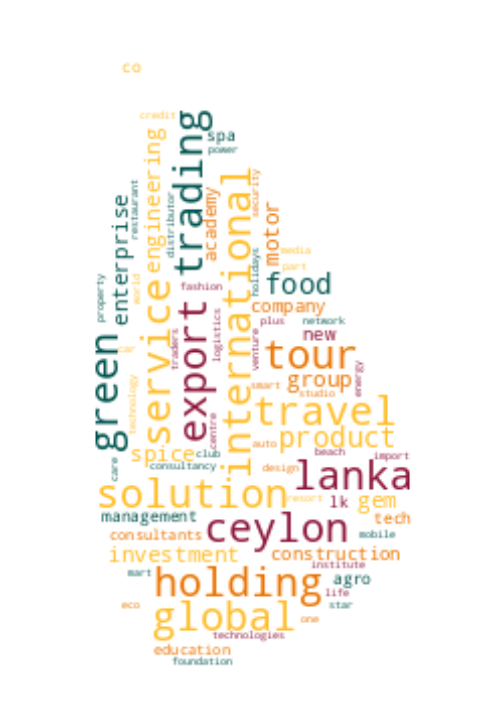 co
credit
trading
spa
power
engineering
restaurant
distributor
academy
security
enterprise
motor
international
media
part
holidays
property
world
food
fashion
company
service
export
plus
network
new
green
traders
logistics
venture
tour
car
group
energy
smart
studio
technology
travel
centre
product
auto
spice
club
beach
import
care
consultancy
design
lanka
solution
resort
lk
gem
management
ceylon
tech
consultants
mobile
investment
construction
institute
mart
holding
agro
life
eco
global
star
one
technologies
education
foundation